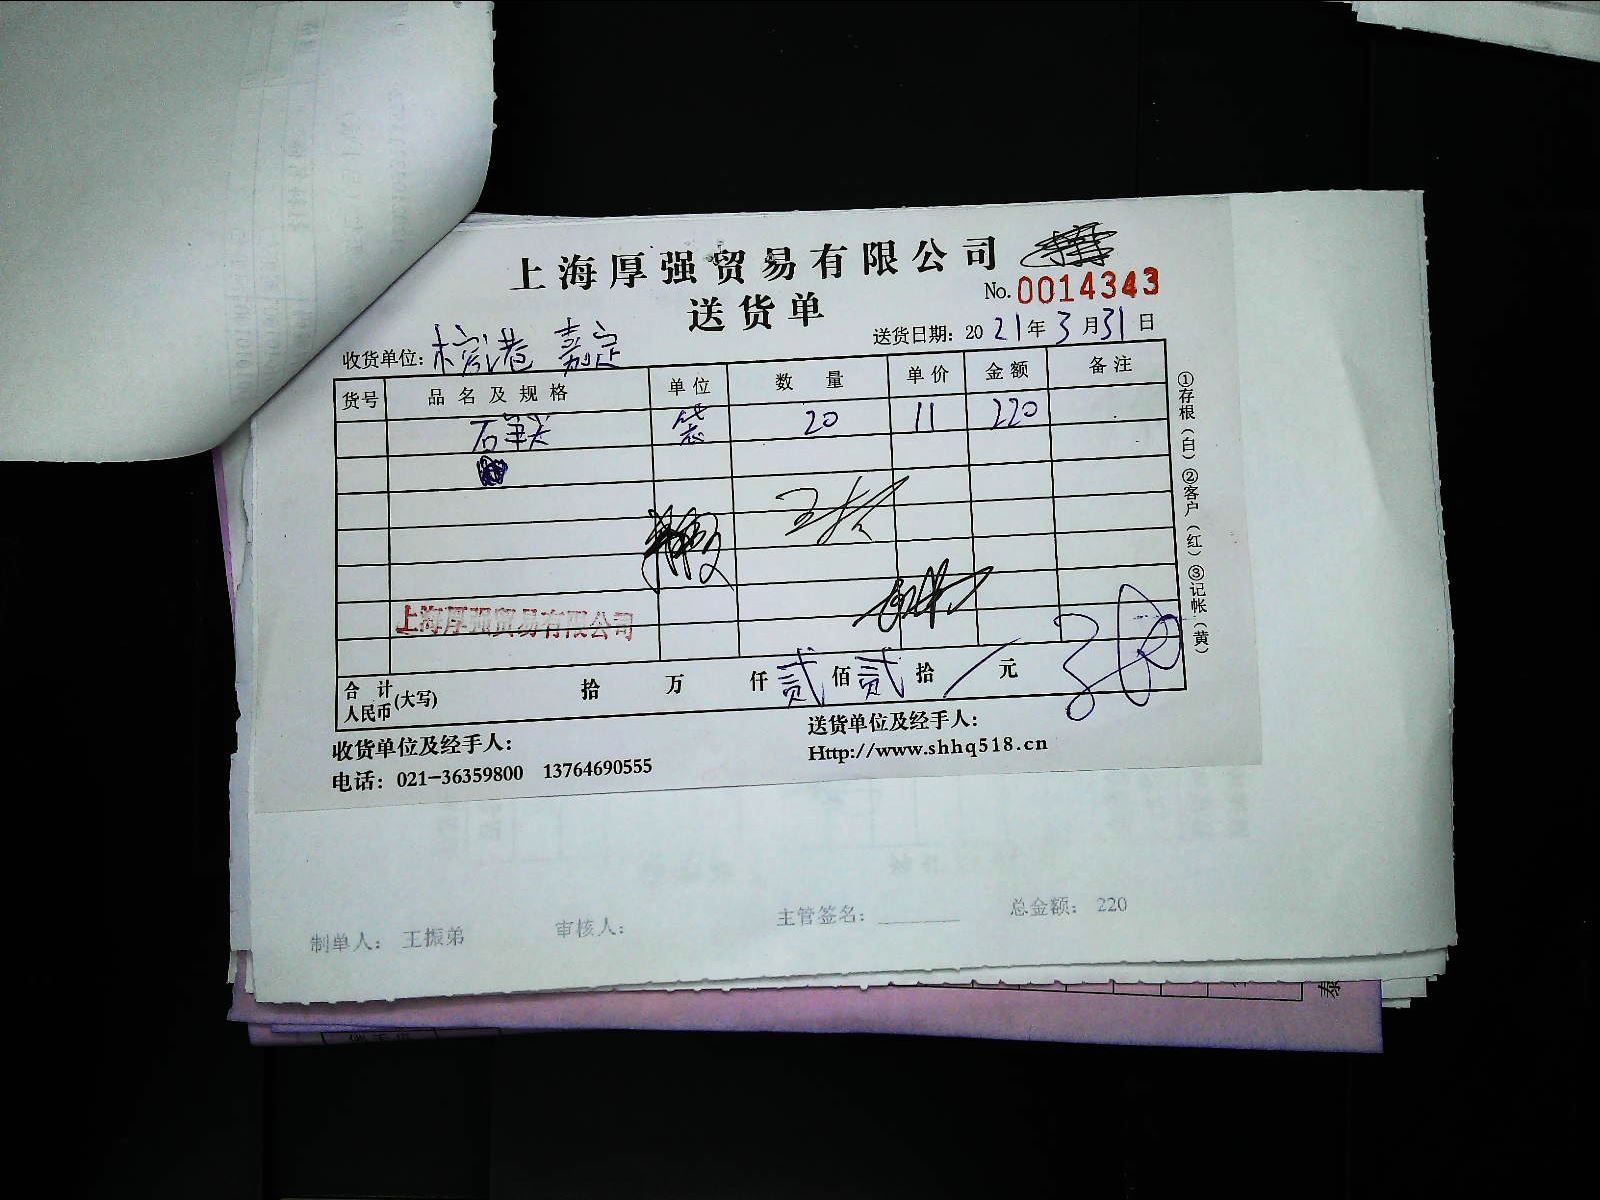 上海厚强贸易有限公司
送货单
No. 0014343
收货单位: 嘉定
送货日期: 2021年3月31日
货号 品名及规格 单位 数量 单价 金额 备注
袋 20 11 220
上海厚强贸易有限公司
合计人民币(大写) 拾 万 仟 贰 佰 贰 拾 / 元
收货单位及经手人:
送货单位及经手人:
电话: 021-36359800 13764690555
Http://www.shhq518.cn
①存根(白) ②客户(红) ③记帐(黄)
制单人: 王振弟 审核人: 主管签名: 总金额: 220